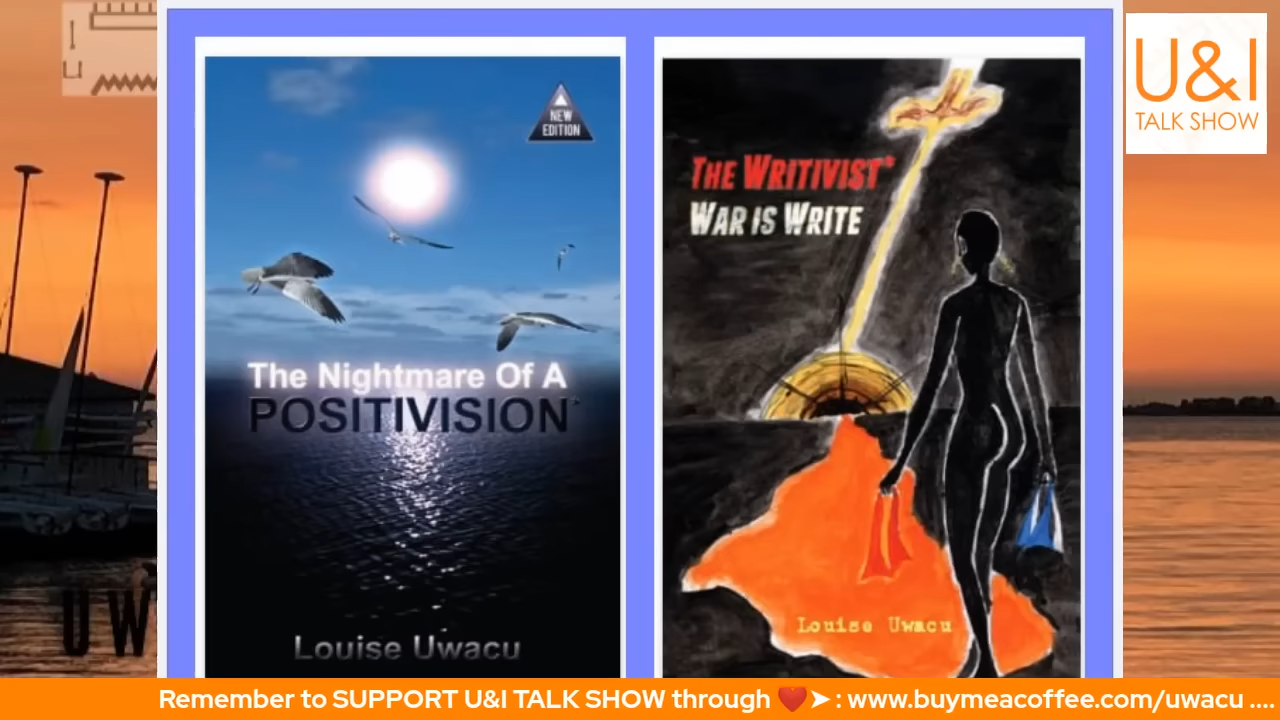 U&I
TALK SHOW
NEW
EDITION
The Nightmare Of A
POSITIVISION*
Louise Uwacu
THE WRITIVIST*
WAR IS WRITE
Louise Uwacu
U W
Remember to SUPPORT U&I TALK SHOW through ❤️➤ : www.buymeacoffee.com/uwacu ....